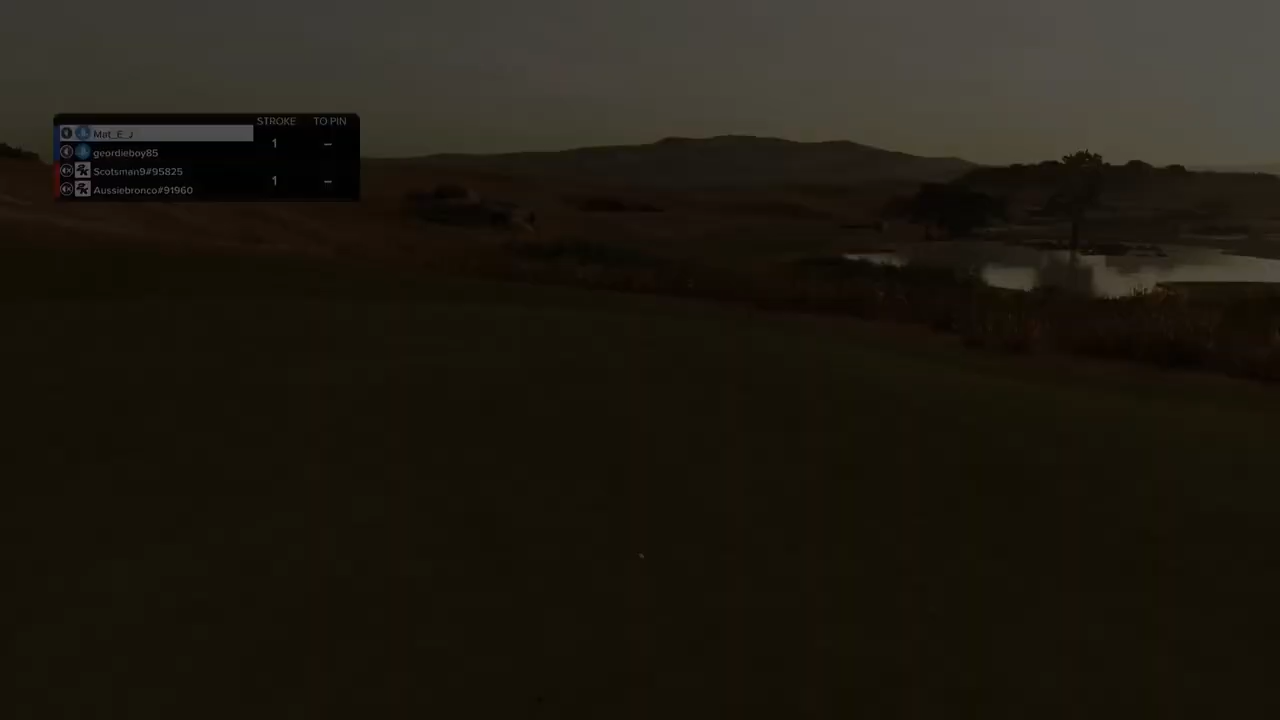 STROKE TO PIN
Mat_E_J
1 --
geordieboy85
Scotsman9#95825
1 --
Aussiebronco#91960